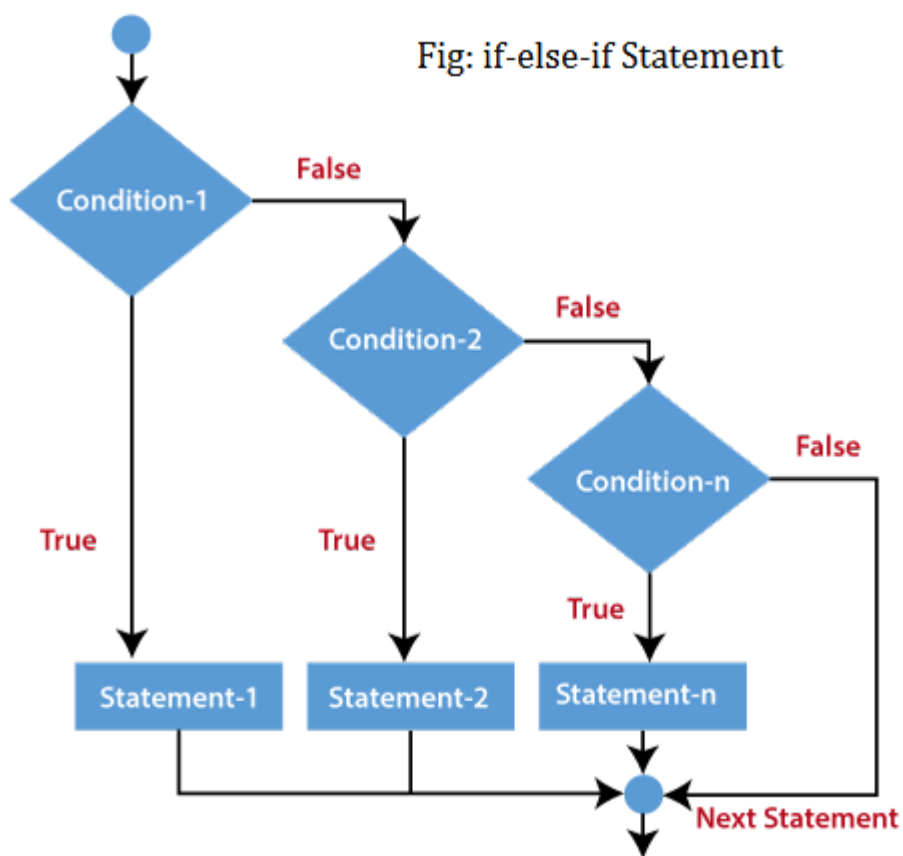 Fig: if-else-if Statement
Condition-1
False
Condition-2
False
Condition-n
False
True
True
True
Statement-1
Statement-2
Statement-n
Next Statement